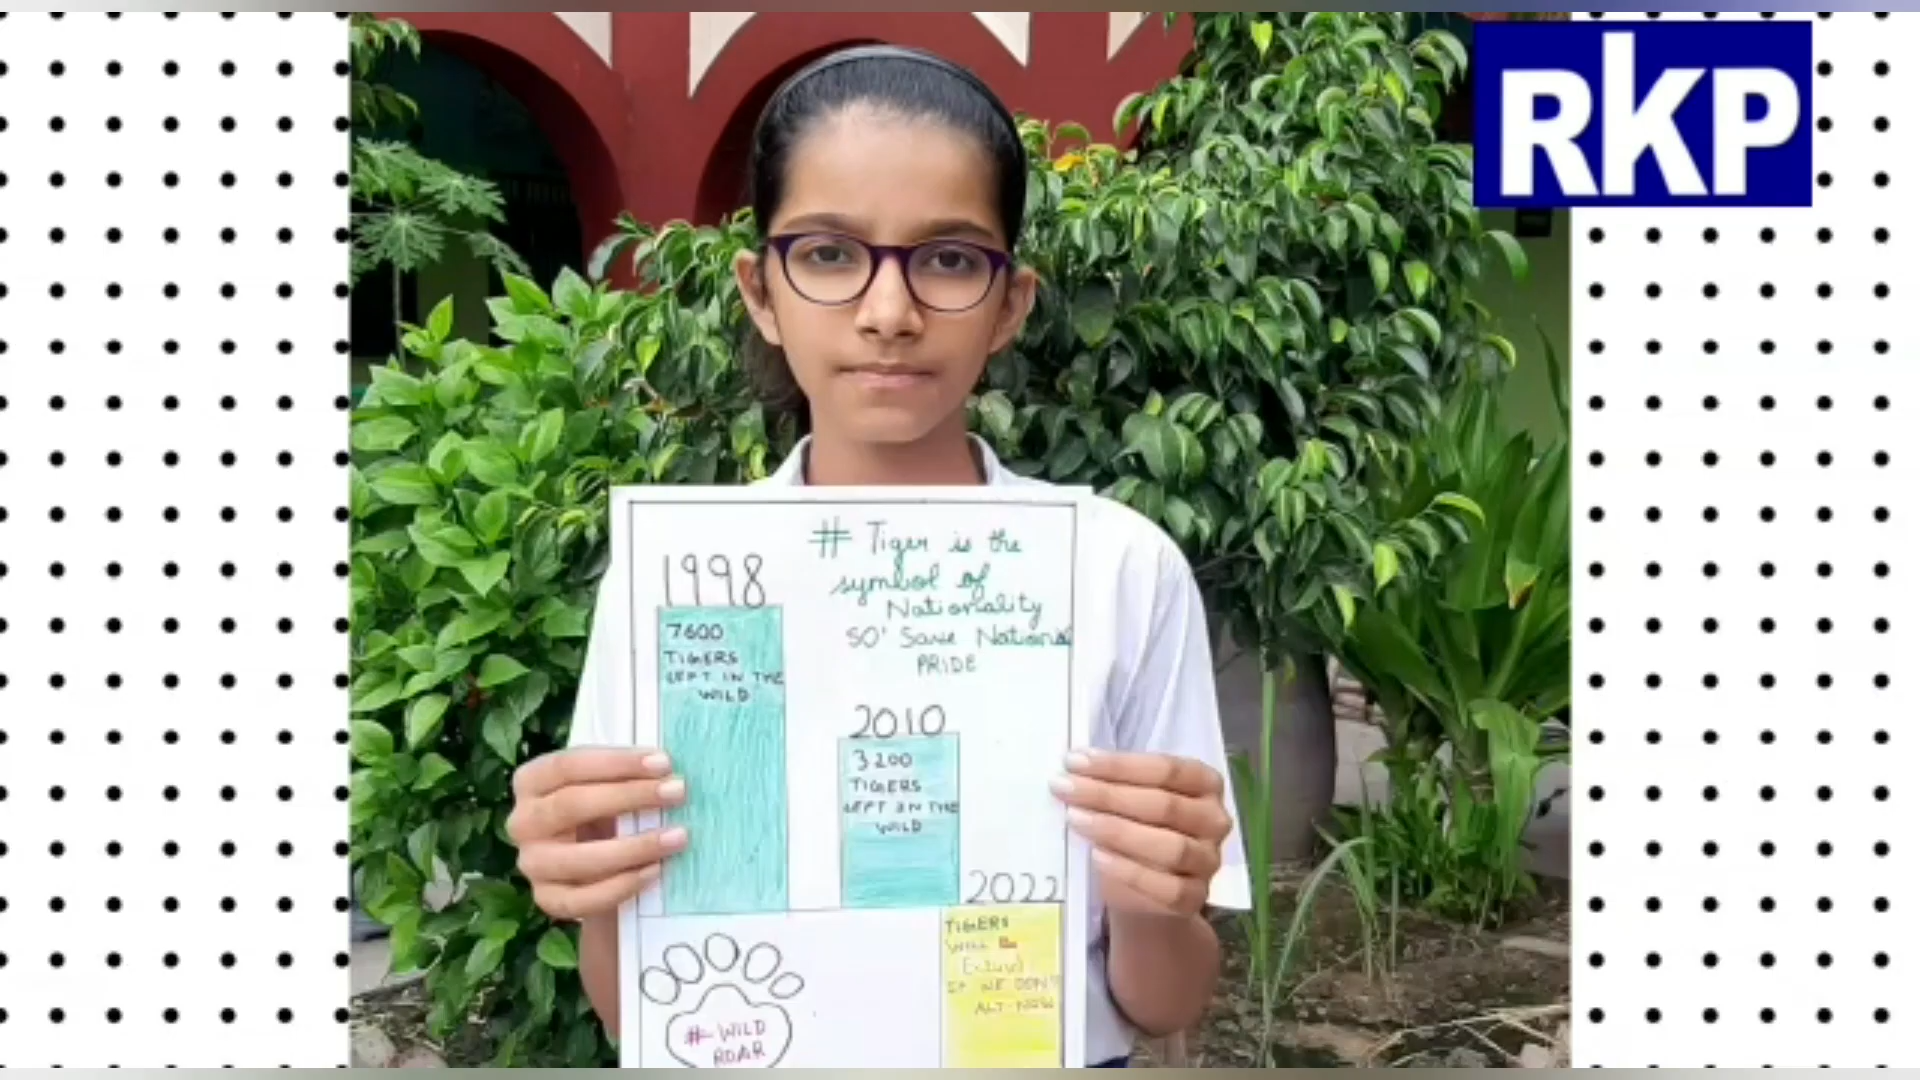 RKP
# Tiger is the
symbol of
Nationality
SO' Save Nation's
PRIDE
1998
7600
TIGERS
LEFT IN THE
WILD
2010
3200
TIGERS
LEFT IN THE
WILD
2022
TIGERS
WILL Be
Extinct
IF WE DON'T
ACT NOW
# WILD
ROAR